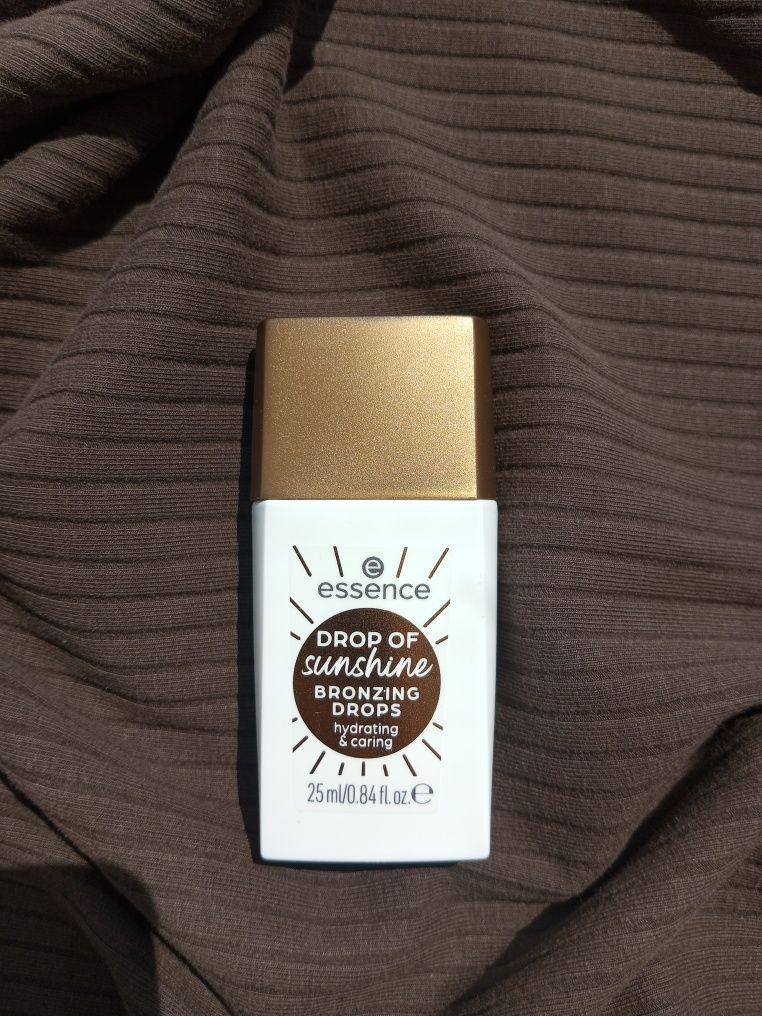 e
essence
DROP OF
sunshine
BRONZING
DROPS
hydrating
& caring
25 ml/0.84 fl. oz. ℮